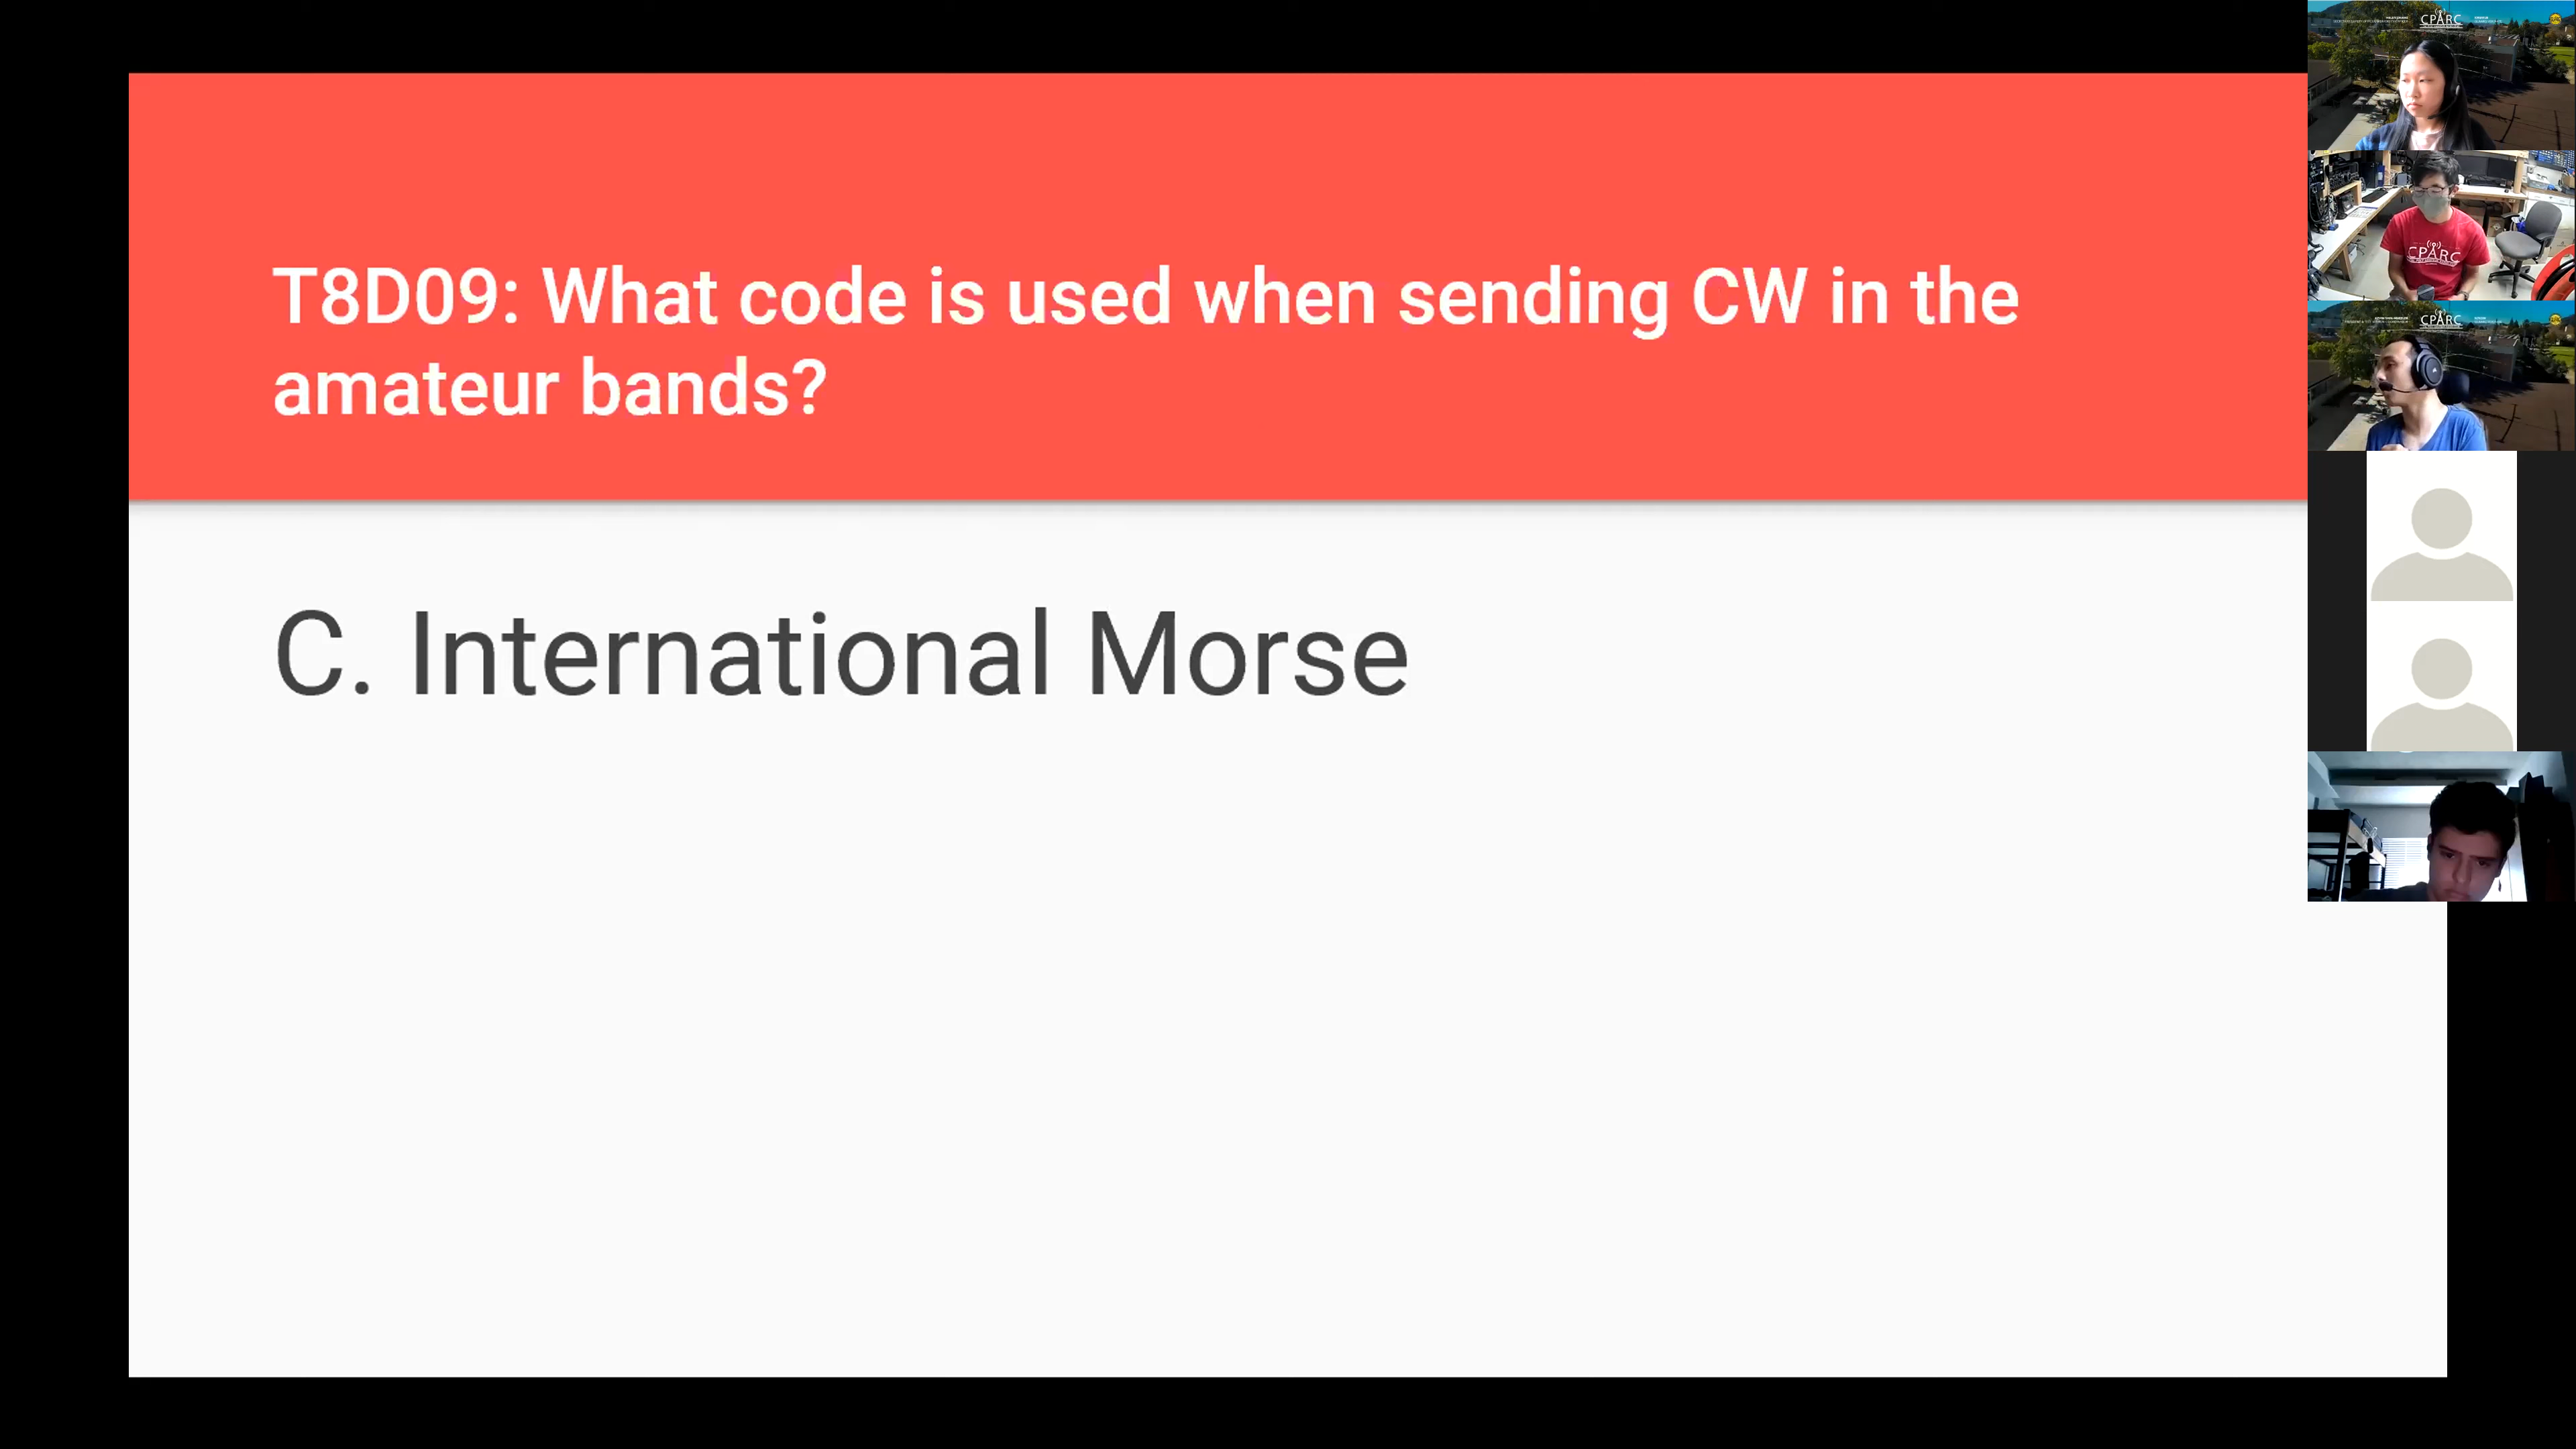 T8D09: What code is used when sending CW in the
amateur bands?
C. International Morse
CPARC
CPARC
CPARC